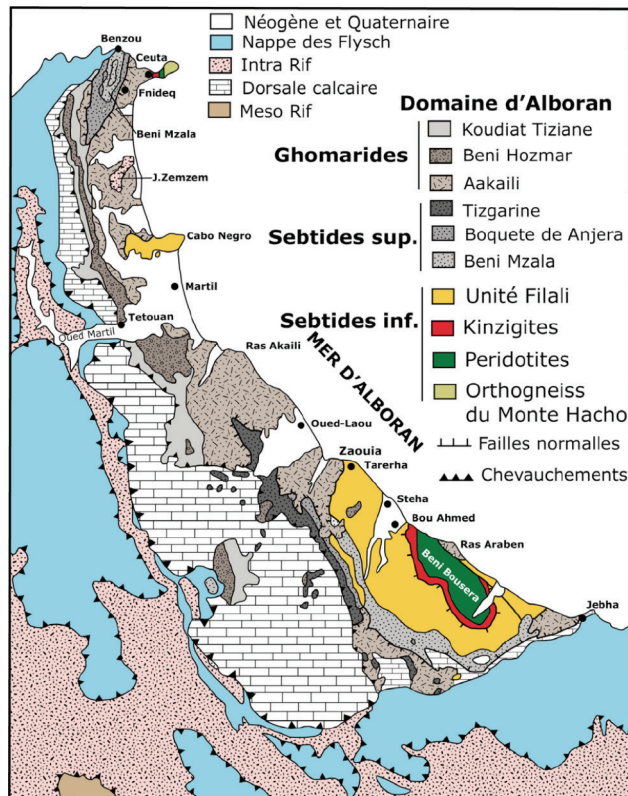 Néogène et Quaternaire
Nappe des Flysch
Intra Rif
Dorsale calcaire
Meso Rif
Domaine d'Alboran
Ghomarides
Koudiat Tiziane
Beni Hozmar
Aakaili
Sebtides sup.
Tizgarine
Boquete de Anjera
Beni Mzala
Sebtides inf.
Unité Filali
Kinzigites
Peridotites
Orthogneiss
du Monte Hacho
Failles normalles
Chevauchements
Benzou
Ceuta
Fnideq
Beni Mzala
J.Zemzem
Cabo Negro
Martil
Tetouan
Oued Martil
Ras Akaili
MER D'ALBORAN
Oued-Laou
Zaouia
Tarerha
Steha
Bou Ahmed
Ras Araben
Beni Bousera
Jebha